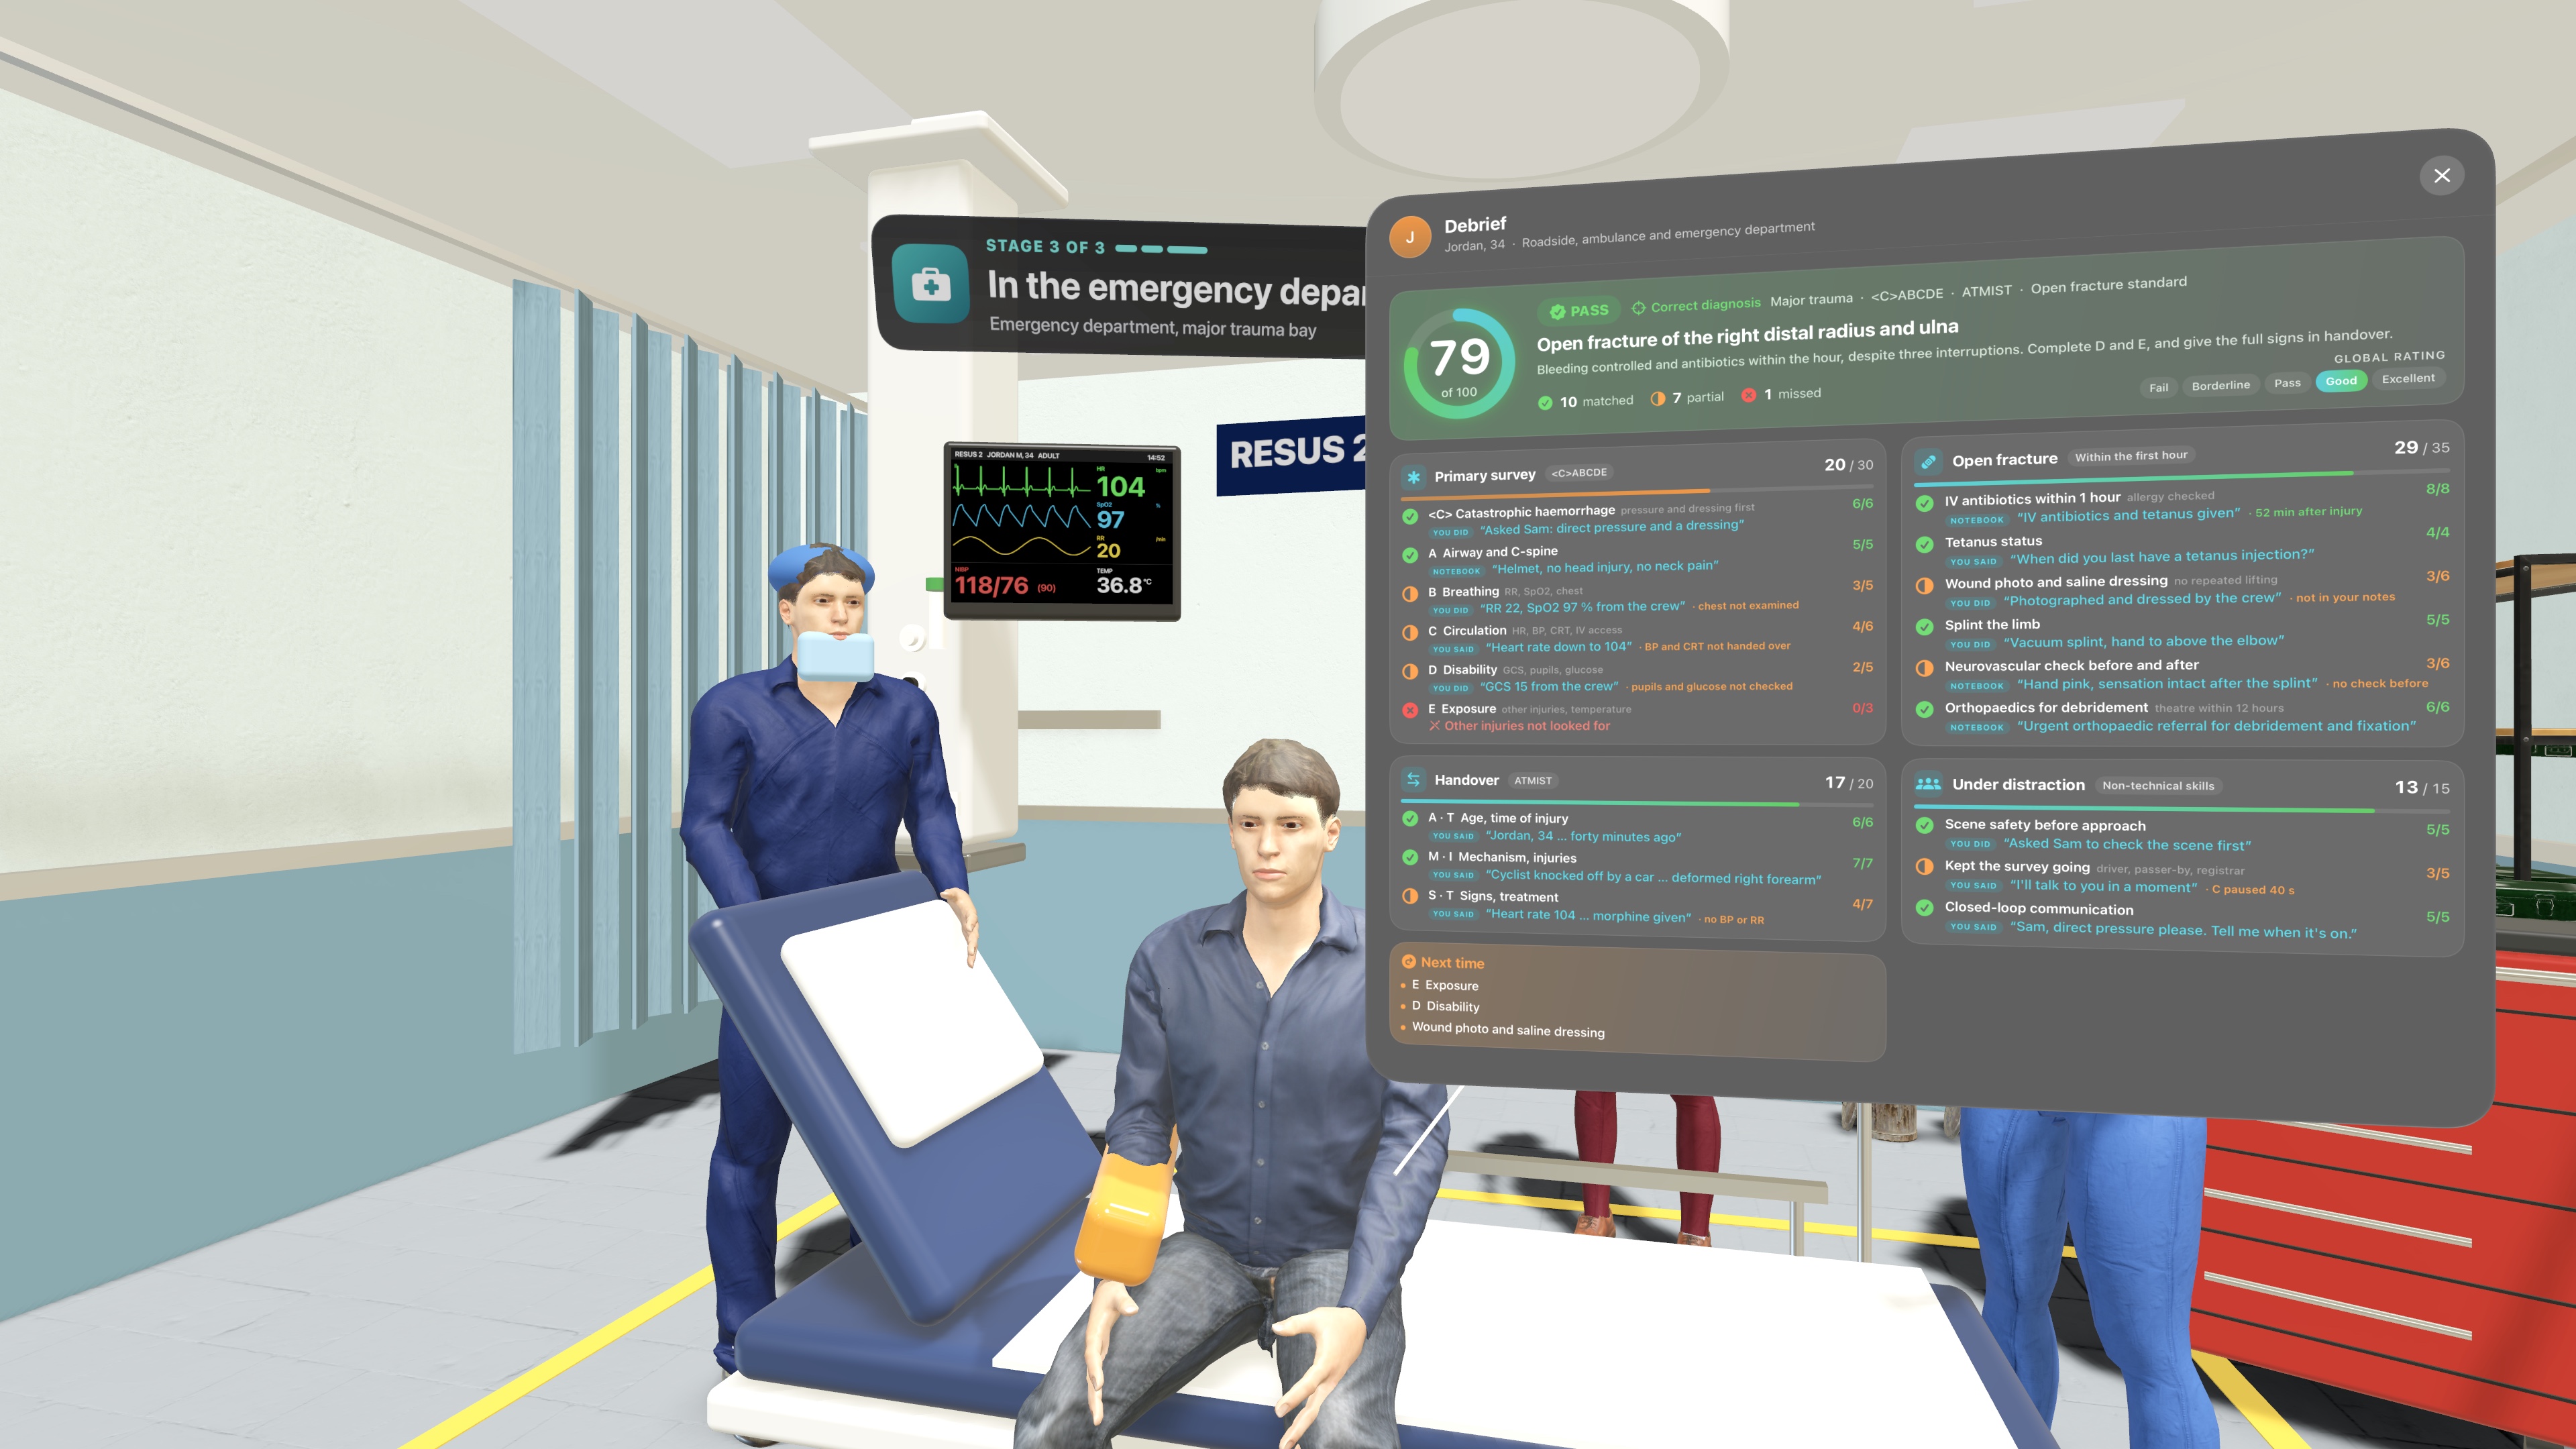 STAGE 3 OF 3
In the emergency depar
Emergency department, major trauma bay
RESUS 2 JORDAN M, 34 ADULT 14:52
HR bpm
104
SpO2 %
97
RR /min
20
NBP
118/76 (90)
TEMP
36.8 °C
RESUS 2
J
Debrief
Jordan, 34 · Roadside, ambulance and emergency department
79
of 100
PASS Correct diagnosis Major trauma · <C>ABCDE · ATMIST · Open fracture standard
Open fracture of the right distal radius and ulna
Bleeding controlled and antibiotics within the hour, despite three interruptions. Complete D and E, and give the full signs in handover.
10 matched 7 partial 1 missed
GLOBAL RATING
Fail Borderline Pass Good Excellent
Primary survey <C>ABCDE 20 / 30
<C> Catastrophic haemorrhage pressure and dressing first 6/6
YOU DID “Asked Sam: direct pressure and a dressing”
A Airway and C-spine 5/5
NOTEBOOK “Helmet, no head injury, no neck pain”
B Breathing RR, SpO2, chest 3/5
YOU DID “RR 22, SpO2 97 % from the crew” · chest not examined
C Circulation HR, BP, CRT, IV access 4/6
YOU SAID “Heart rate down to 104” · BP and CRT not handed over
D Disability GCS, pupils, glucose 2/5
YOU DID “GCS 15 from the crew” · pupils and glucose not checked
E Exposure other injuries, temperature 0/3
Other injuries not looked for
Open fracture Within the first hour 29 / 35
IV antibiotics within 1 hour allergy checked 8/8
NOTEBOOK “IV antibiotics and tetanus given” · 52 min after injury
Tetanus status 4/4
YOU SAID “When did you last have a tetanus injection?”
Wound photo and saline dressing no repeated lifting 3/6
YOU DID “Photographed and dressed by the crew” · not in your notes
Splint the limb 5/5
YOU DID “Vacuum splint, hand to above the elbow”
Neurovascular check before and after 3/6
NOTEBOOK “Hand pink, sensation intact after the splint” · no check before
Orthopaedics for debridement theatre within 12 hours 6/6
NOTEBOOK “Urgent orthopaedic referral for debridement and fixation”
Handover ATMIST 17 / 20
A · T Age, time of injury 6/6
YOU SAID “Jordan, 34 ... forty minutes ago”
M · I Mechanism, injuries 7/7
YOU SAID “Cyclist knocked off by a car ... deformed right forearm”
S · T Signs, treatment 4/7
YOU SAID “Heart rate 104 ... morphine given” · no BP or RR
Under distraction Non-technical skills 13 / 15
Scene safety before approach 5/5
YOU DID “Asked Sam to check the scene first”
Kept the survey going driver, passer-by, registrar 3/5
YOU SAID “I'll talk to you in a moment” · C paused 40 s
Closed-loop communication 5/5
YOU SAID “Sam, direct pressure please. Tell me when it's on.”
Next time
• E Exposure
• D Disability
• Wound photo and saline dressing